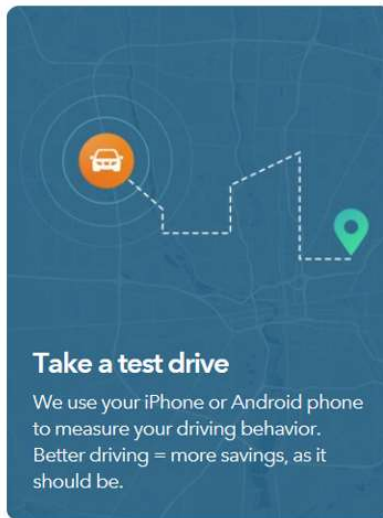 Take a test drive
We use your iPhone or Android phone
to measure your driving behavior.
Better driving = more savings, as it
should be.